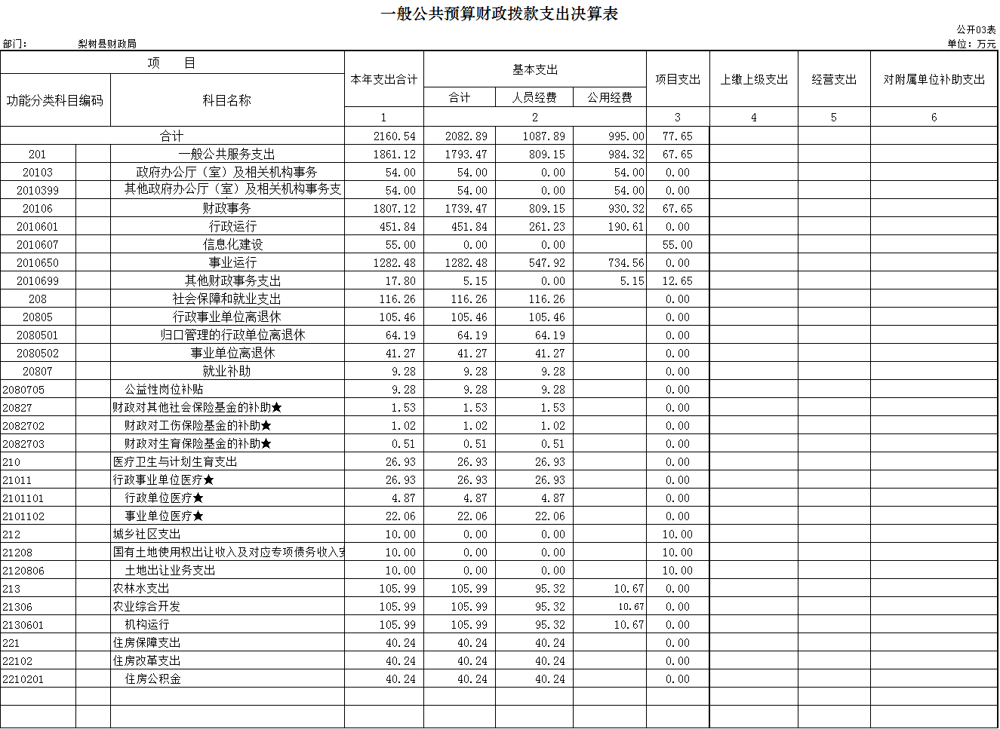 一般公共预算财政拨款支出决算表
公开03表
部门： 梨树县财政局 单位：万元
项 目 本年支出合计 基本支出 项目支出 上缴上级支出 经营支出 对附属单位补助支出
功能分类科目编码 科目名称 合计 人员经费 公用经费
1 2 3 4 5 6
合计 2160.54 2082.89 1087.89 995.00 77.65
201 一般公共服务支出 1861.12 1793.47 809.15 984.32 67.65
20103 政府办公厅（室）及相关机构事务 54.00 54.00 0.00 54.00 0.00
2010399 其他政府办公厅（室）及相关机构事务支 54.00 54.00 0.00 54.00 0.00
20106 财政事务 1807.12 1739.47 809.15 930.32 67.65
2010601 行政运行 451.84 451.84 261.23 190.61 0.00
2010607 信息化建设 55.00 0.00 0.00 55.00
2010650 事业运行 1282.48 1282.48 547.92 734.56 0.00
2010699 其他财政事务支出 17.80 5.15 0.00 5.15 12.65
208 社会保障和就业支出 116.26 116.26 116.26 0.00
20805 行政事业单位离退休 105.46 105.46 105.46 0.00
2080501 归口管理的行政单位离退休 64.19 64.19 64.19 0.00
2080502 事业单位离退休 41.27 41.27 41.27 0.00
20807 就业补助 9.28 9.28 9.28 0.00
2080705 公益性岗位补贴 9.28 9.28 9.28 0.00
20827 财政对其他社会保险基金的补助★ 1.53 1.53 1.53 0.00
2082702 财政对工伤保险基金的补助★ 1.02 1.02 1.02 0.00
2082703 财政对生育保险基金的补助★ 0.51 0.51 0.51 0.00
210 医疗卫生与计划生育支出 26.93 26.93 26.93 0.00
21011 行政事业单位医疗★ 26.93 26.93 26.93 0.00
2101101 行政单位医疗★ 4.87 4.87 4.87 0.00
2101102 事业单位医疗★ 22.06 22.06 22.06 0.00
212 城乡社区支出 10.00 0.00 0.00 10.00
21208 国有土地使用权出让收入及对应专项债务收入安 10.00 0.00 0.00 10.00
2120806 土地出让业务支出 10.00 0.00 0.00 10.00
213 农林水支出 105.99 105.99 95.32 10.67 0.00
21306 农业综合开发 105.99 105.99 95.32 10.67 0.00
2130601 机构运行 105.99 105.99 95.32 10.67 0.00
221 住房保障支出 40.24 40.24 40.24 0.00
22102 住房改革支出 40.24 40.24 40.24 0.00
2210201 住房公积金 40.24 40.24 40.24 0.00